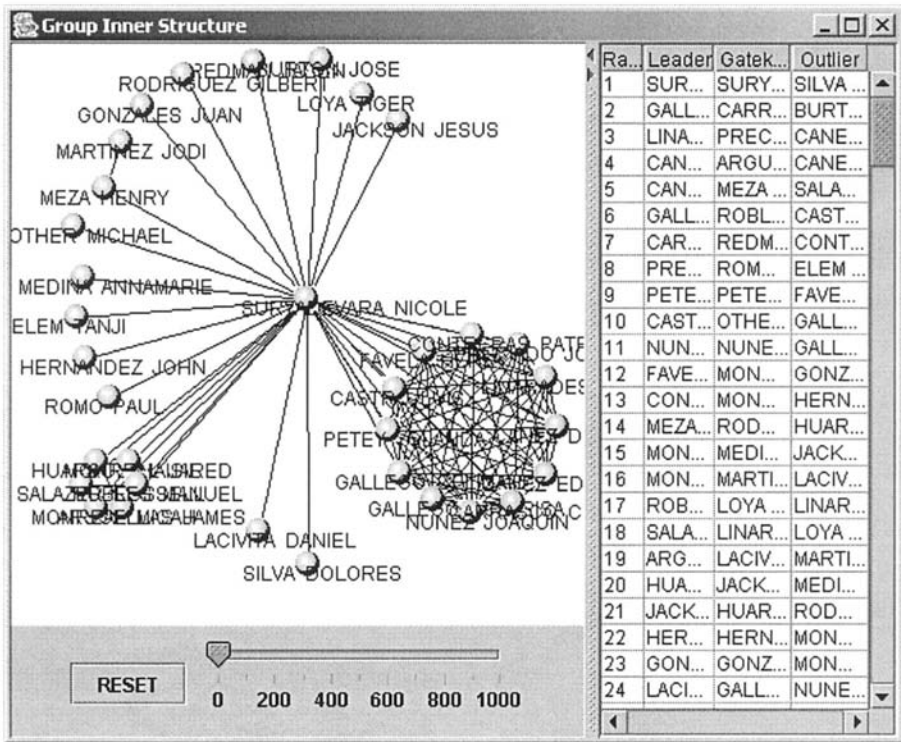 Group Inner Structure
SURTON JOSE
RODRIGUEZ GILBERT
LOYA TIGER
GONZALES JUAN
JACKSON JESUS
MARTINEZ JODI
MEZA HENRY
OTHER MICHAEL
MEDINA ANNAMARIE
NICOLE
ELEM TANJI
HERNANDEZ JOHN
ROMO PAUL
NUNEZ JOAQUIN
LACIVITA DANIEL
SILVA DOLORES
RESET
0 200 400 600 800 1000
Ra... Leader Gatek... Outlier
1 SUR... SURY... SILVA ...
2 GALL... CARR... BURT...
3 LINA... PREC... CANE...
4 CAN... ARGU... CANE...
5 CAN... MEZA ... SALA...
6 GALL... ROBL... CAST...
7 CAR... REDM... CONT...
8 PRE... ROM... ELEM ...
9 PETE... PETE... FAVE...
10 CAST... OTHE... GALL...
11 NUN... NUNE... GALL...
12 FAVE... MON... GONZ...
13 CON... MON... HERN...
14 MEZA... ROD... HUAR...
15 MON... MEDI... JACK...
16 MON... MARTI... LACIV...
17 ROB... LOYA ... LINAR...
18 SALA... LINAR... LOYA ...
19 ARG... LACIV... MARTI...
20 HUA... JACK... MEDI...
21 JACK... HUAR... ROD...
22 HER... HERN... MON...
23 GON... GONZ... MON...
24 LACI... GALL... NUNE...